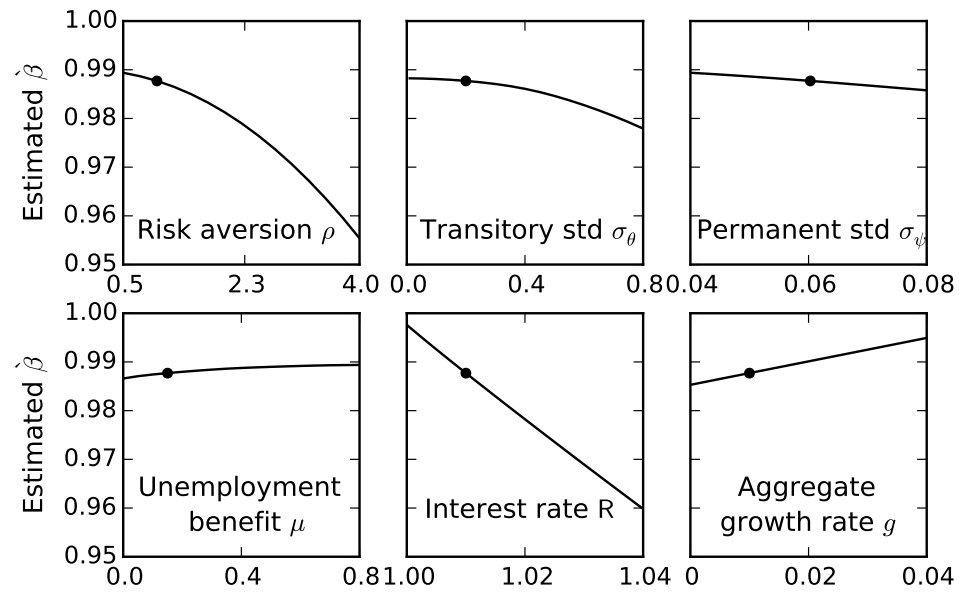 1.00
0.99
0.98
0.97
0.96
0.95
Estimated β̀
Risk aversion ρ
0.5 2.3 4.0
Transitory std σ_θ
0.0 0.4 0.8
Permanent std σ_ψ
0.04 0.06 0.08
1.00
0.99
0.98
0.97
0.96
0.95
Estimated β̀
Unemployment
benefit μ
0.0 0.4 0.8
Interest rate R
1.00 1.02 1.04
Aggregate
growth rate g
0 0.02 0.04